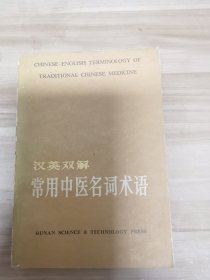 CHINESE-ENGLISH TERMINOLOGY OF
TRADITIONAL CHINESE MEDICINE
汉英双解
常用中医名词术语
HUNAN SCIENCE & TECHNOLOGY PRESS